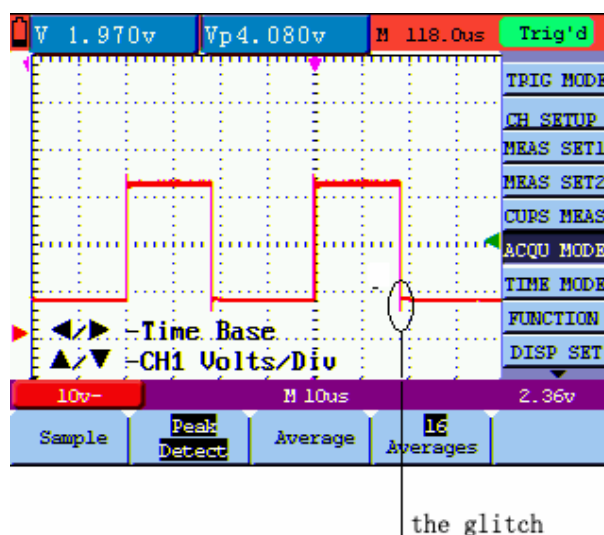 V 1.970v
Vp4.080v
M 118.0us
Trig'd
TRIG MODE
CH SETUP
MEAS SET1
MEAS SET2
CURS MEAS
ACQU MODE
TIME MODE
FUNCTION
DISP SET
◀/▶ -Time Base
▲/▼ -CH1 Volts/Div
10v-
M 10us
2.36v
Sample
Peak
Detect
Average
16
Averages
the glitch